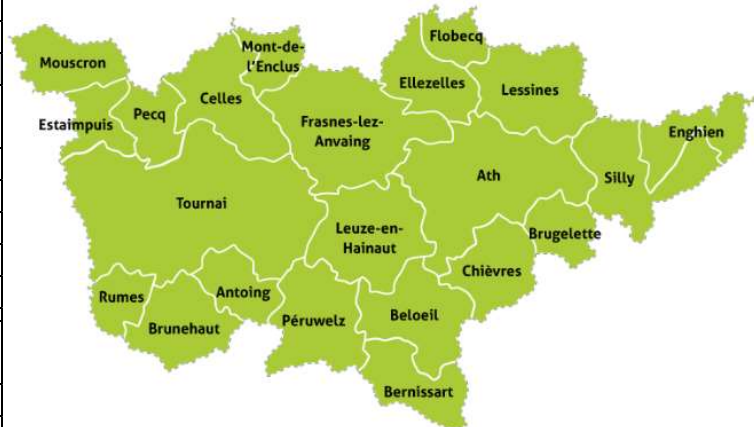 Flobecq
Mont-de-
l'Enclus
Mouscron
Ellezelles
Lessines
Celles
Pecq
Estaimpuis
Frasnes-lez-
Anvaing
Enghien
Ath
Silly
Tournai
Leuze-en-
Hainaut
Brugelette
Chièvres
Rumes
Antoing
Brunehaut
Péruwelz
Beloeil
Bernissart